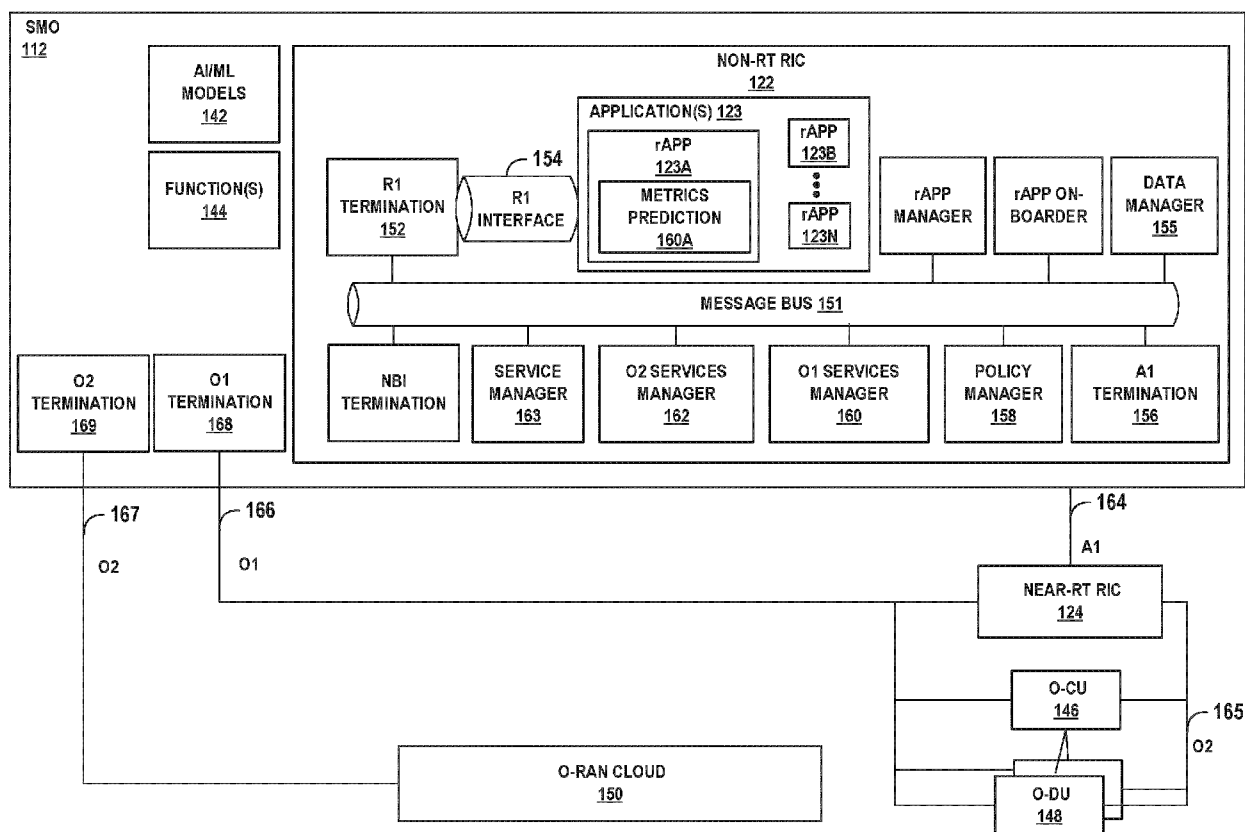 SMO
112
AI/ML
MODELS
142
FUNCTION(S)
144
NON-RT RIC
122
APPLICATION(S) 123
rAPP
123A
METRICS
PREDICTION
160A
rAPP
123B
rAPP
123N
R1
TERMINATION
152
154
R1
INTERFACE
rAPP
MANAGER
rAPP ON-
BOARDER
DATA
MANAGER
155
MESSAGE BUS 151
NBI
TERMINATION
SERVICE
MANAGER
163
O2 SERVICES
MANAGER
162
O1 SERVICES
MANAGER
160
POLICY
MANAGER
158
A1
TERMINATION
156
O2
TERMINATION
169
O1
TERMINATION
168
167
O2
166
O1
164
A1
NEAR-RT RIC
124
O-CU
146
165
O2
O-DU
148
O-RAN CLOUD
150